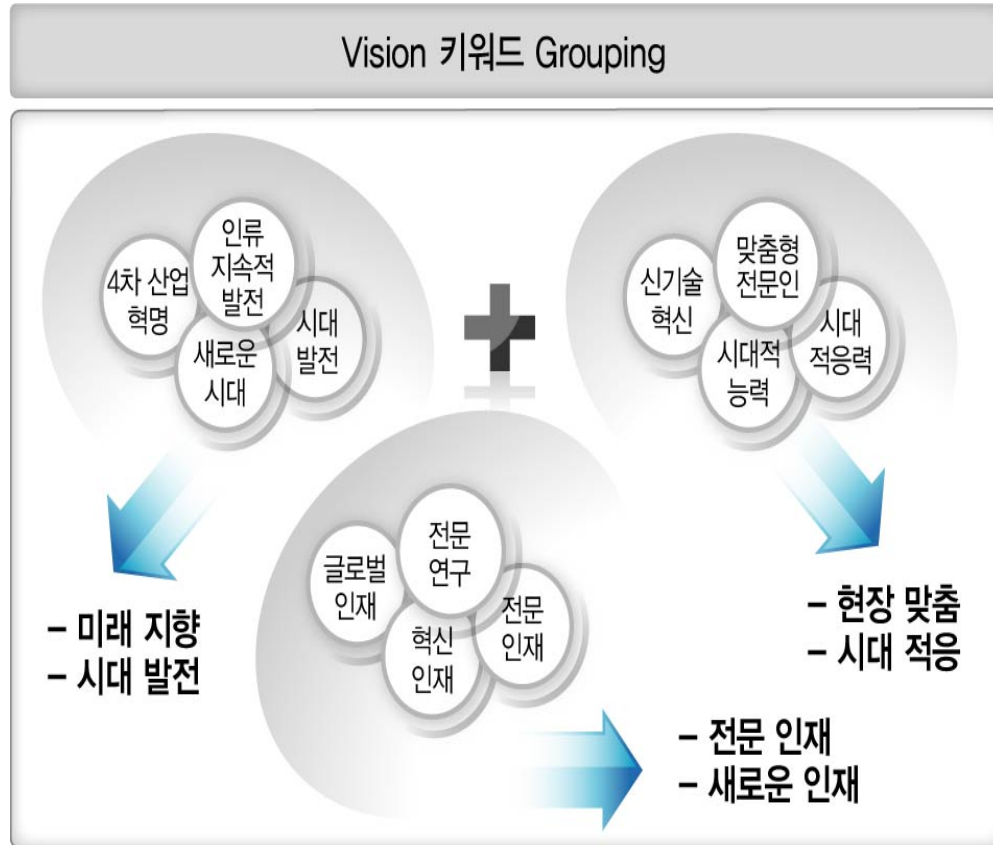 Vision 키워드 Grouping
4차 산업
혁명
인류
지속적
발전
새로운
시대
시대
발전
신기술
혁신
맞춤형
전문인
시대적
능력
시대
적응력
– 미래 지향
– 시대 발전
글로벌
인재
전문
연구
혁신
인재
전문
인재
– 현장 맞춤
– 시대 적응
– 전문 인재
– 새로운 인재